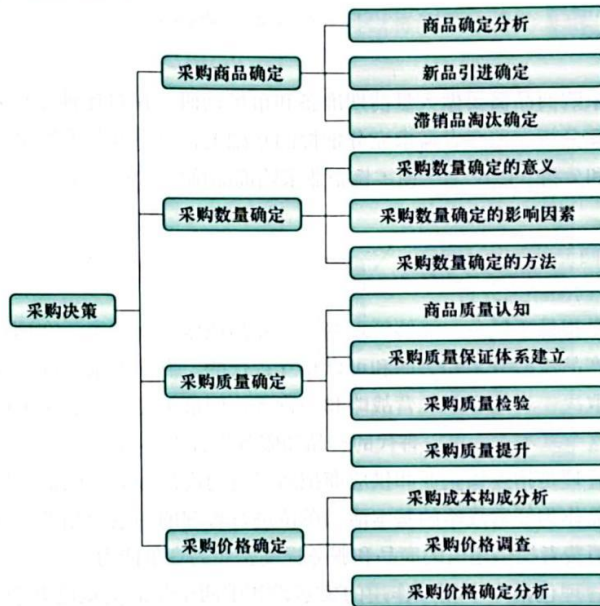 采购决策
采购商品确定
商品确定分析
新品引进确定
滞销品淘汰确定
采购数量确定
采购数量确定的意义
采购数量确定的影响因素
采购数量确定的方法
采购质量确定
商品质量认知
采购质量保证体系建立
采购质量检验
采购质量提升
采购价格确定
采购成本构成分析
采购价格调查
采购价格确定分析